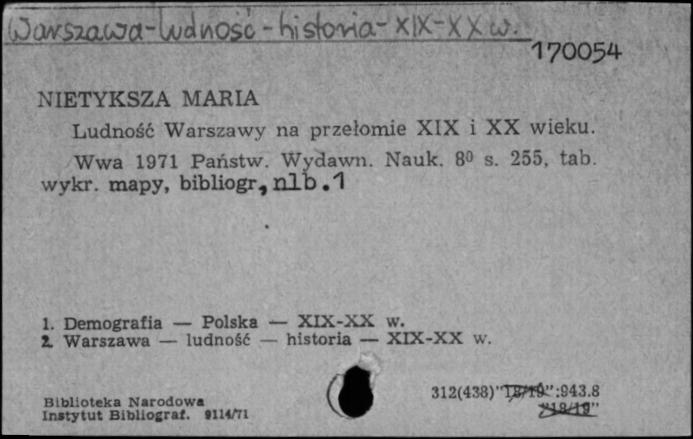 Warszawa-ludność-historia-XIX-XX w.
170054
NIETYKSZA MARIA
Ludność Warszawy na przełomie XIX i XX wieku.
Wwa 1971 Państw. Wydawn. Nauk. 8⁰ s. 255, tab.
wykr. mapy, bibliogr., nlb.1
1. Demografia — Polska — XIX-XX w.
2. Warszawa — ludność — historia — XIX-XX w.
Biblioteka Narodowa
Instytut Bibliograf. 9114/71
312(438)"18/19":943.8
"18/19"